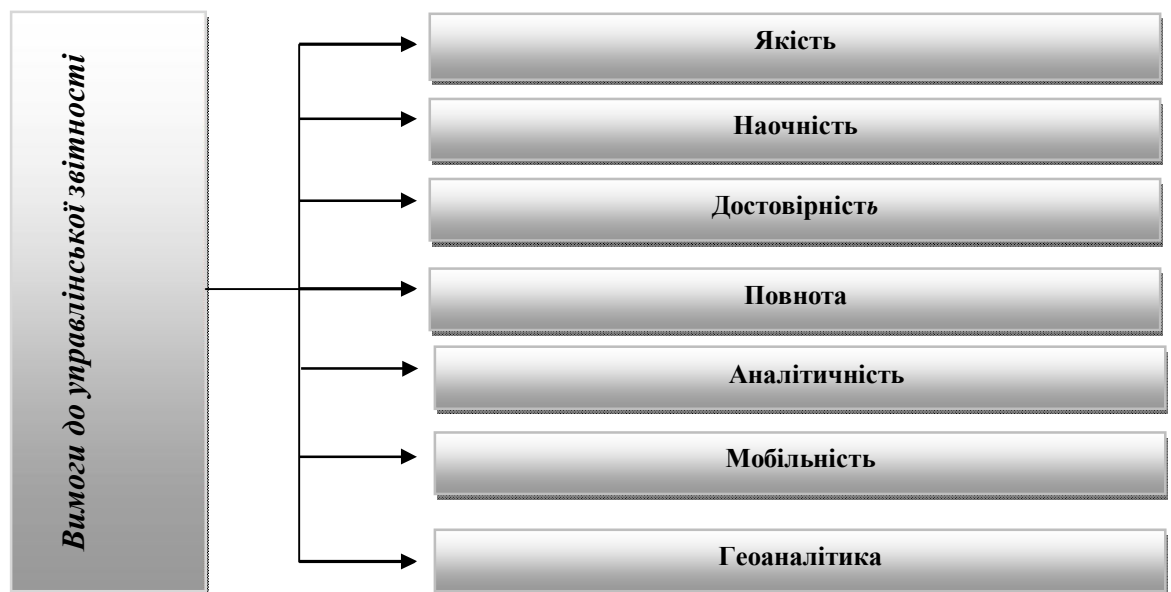 Вимоги до управлінської звітності
Якість
Наочність
Достовірність
Повнота
Аналітичність
Мобільність
Геоаналітика